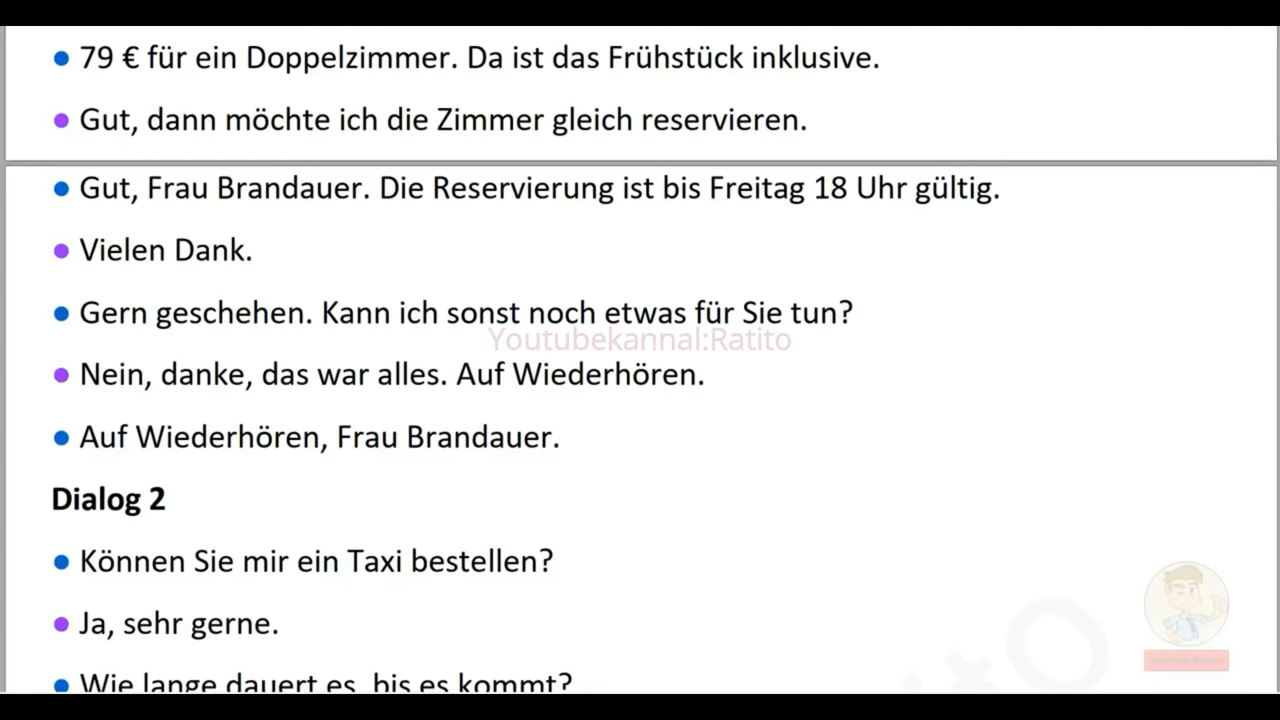 79 € für ein Doppelzimmer. Da ist das Frühstück inklusive.
Gut, dann möchte ich die Zimmer gleich reservieren.
Gut, Frau Brandauer. Die Reservierung ist bis Freitag 18 Uhr gültig.
Vielen Dank.
Gern geschehen. Kann ich sonst noch etwas für Sie tun?
Youtubekannal:Ratito
Nein, danke, das war alles. Auf Wiederhören.
Auf Wiederhören, Frau Brandauer.
Dialog 2
Können Sie mir ein Taxi bestellen?
Ja, sehr gerne.
Wie lange dauert es, bis es kommt?